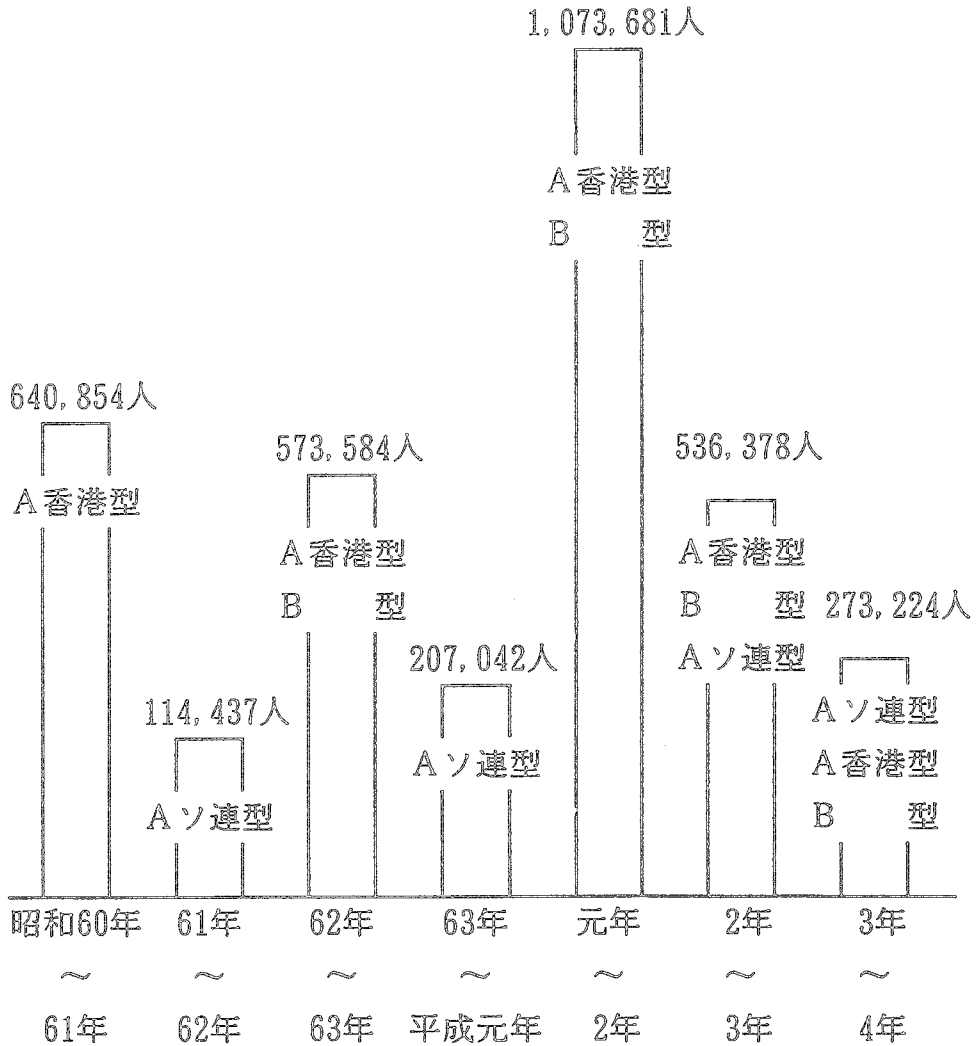 1,073,681人
A香港型
B　　型
640,854人
A香港型
573,584人
A香港型
B　　型
536,378人
A香港型
B　　型
Aソ連型
273,224人
Aソ連型
A香港型
B　　型
207,042人
Aソ連型
114,437人
Aソ連型
昭和60年 61年 62年 63年 元年 2年 3年
～ ～ ～ ～ ～ ～ ～
61年 62年 63年 平成元年 2年 3年 4年